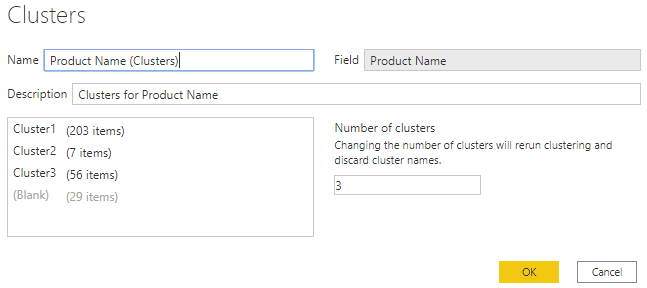 Clusters
Name Product Name (Clusters) Field Product Name
Description Clusters for Product Name
Cluster1 (203 items)
Cluster2 (7 items)
Cluster3 (56 items)
(Blank) (29 items)
Number of clusters
Changing the number of clusters will rerun clustering and
discard cluster names.
3
OK Cancel